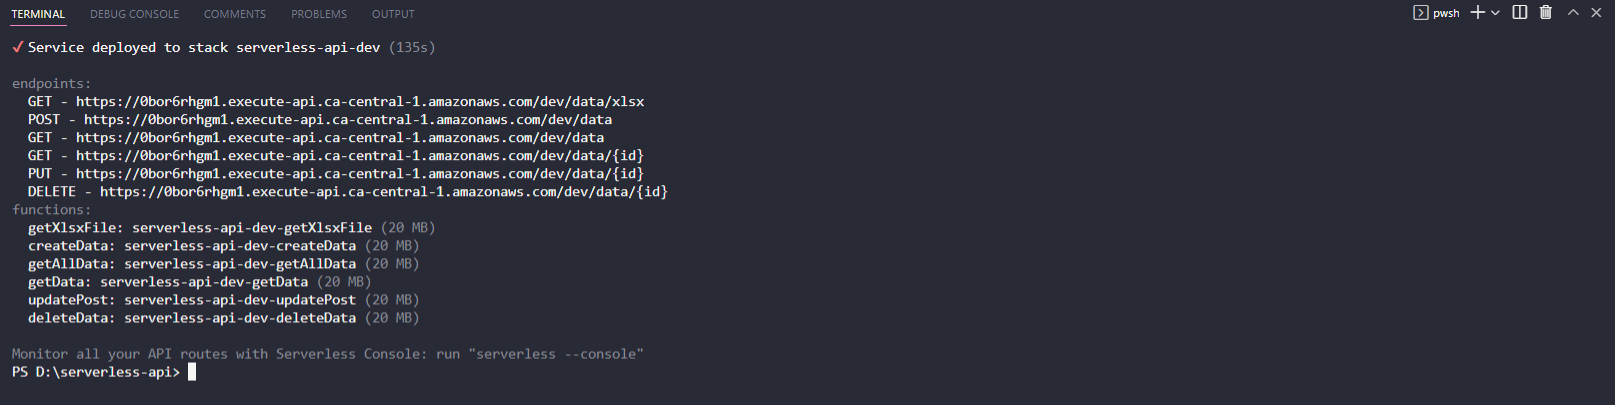 TERMINAL DEBUG CONSOLE COMMENTS PROBLEMS OUTPUT pwsh
✓ Service deployed to stack serverless-api-dev (135s)
endpoints:
GET - https://0bor6rhgm1.execute-api.ca-central-1.amazonaws.com/dev/data/xlsx
POST - https://0bor6rhgm1.execute-api.ca-central-1.amazonaws.com/dev/data
GET - https://0bor6rhgm1.execute-api.ca-central-1.amazonaws.com/dev/data
GET - https://0bor6rhgm1.execute-api.ca-central-1.amazonaws.com/dev/data/{id}
PUT - https://0bor6rhgm1.execute-api.ca-central-1.amazonaws.com/dev/data/{id}
DELETE - https://0bor6rhgm1.execute-api.ca-central-1.amazonaws.com/dev/data/{id}
functions:
getXlsxFile: serverless-api-dev-getXlsxFile (20 MB)
createData: serverless-api-dev-createData (20 MB)
getAllData: serverless-api-dev-getAllData (20 MB)
getData: serverless-api-dev-getData (20 MB)
updatePost: serverless-api-dev-updatePost (20 MB)
deleteData: serverless-api-dev-deleteData (20 MB)
Monitor all your API routes with Serverless Console: run "serverless --console"
PS D:\serverless-api>